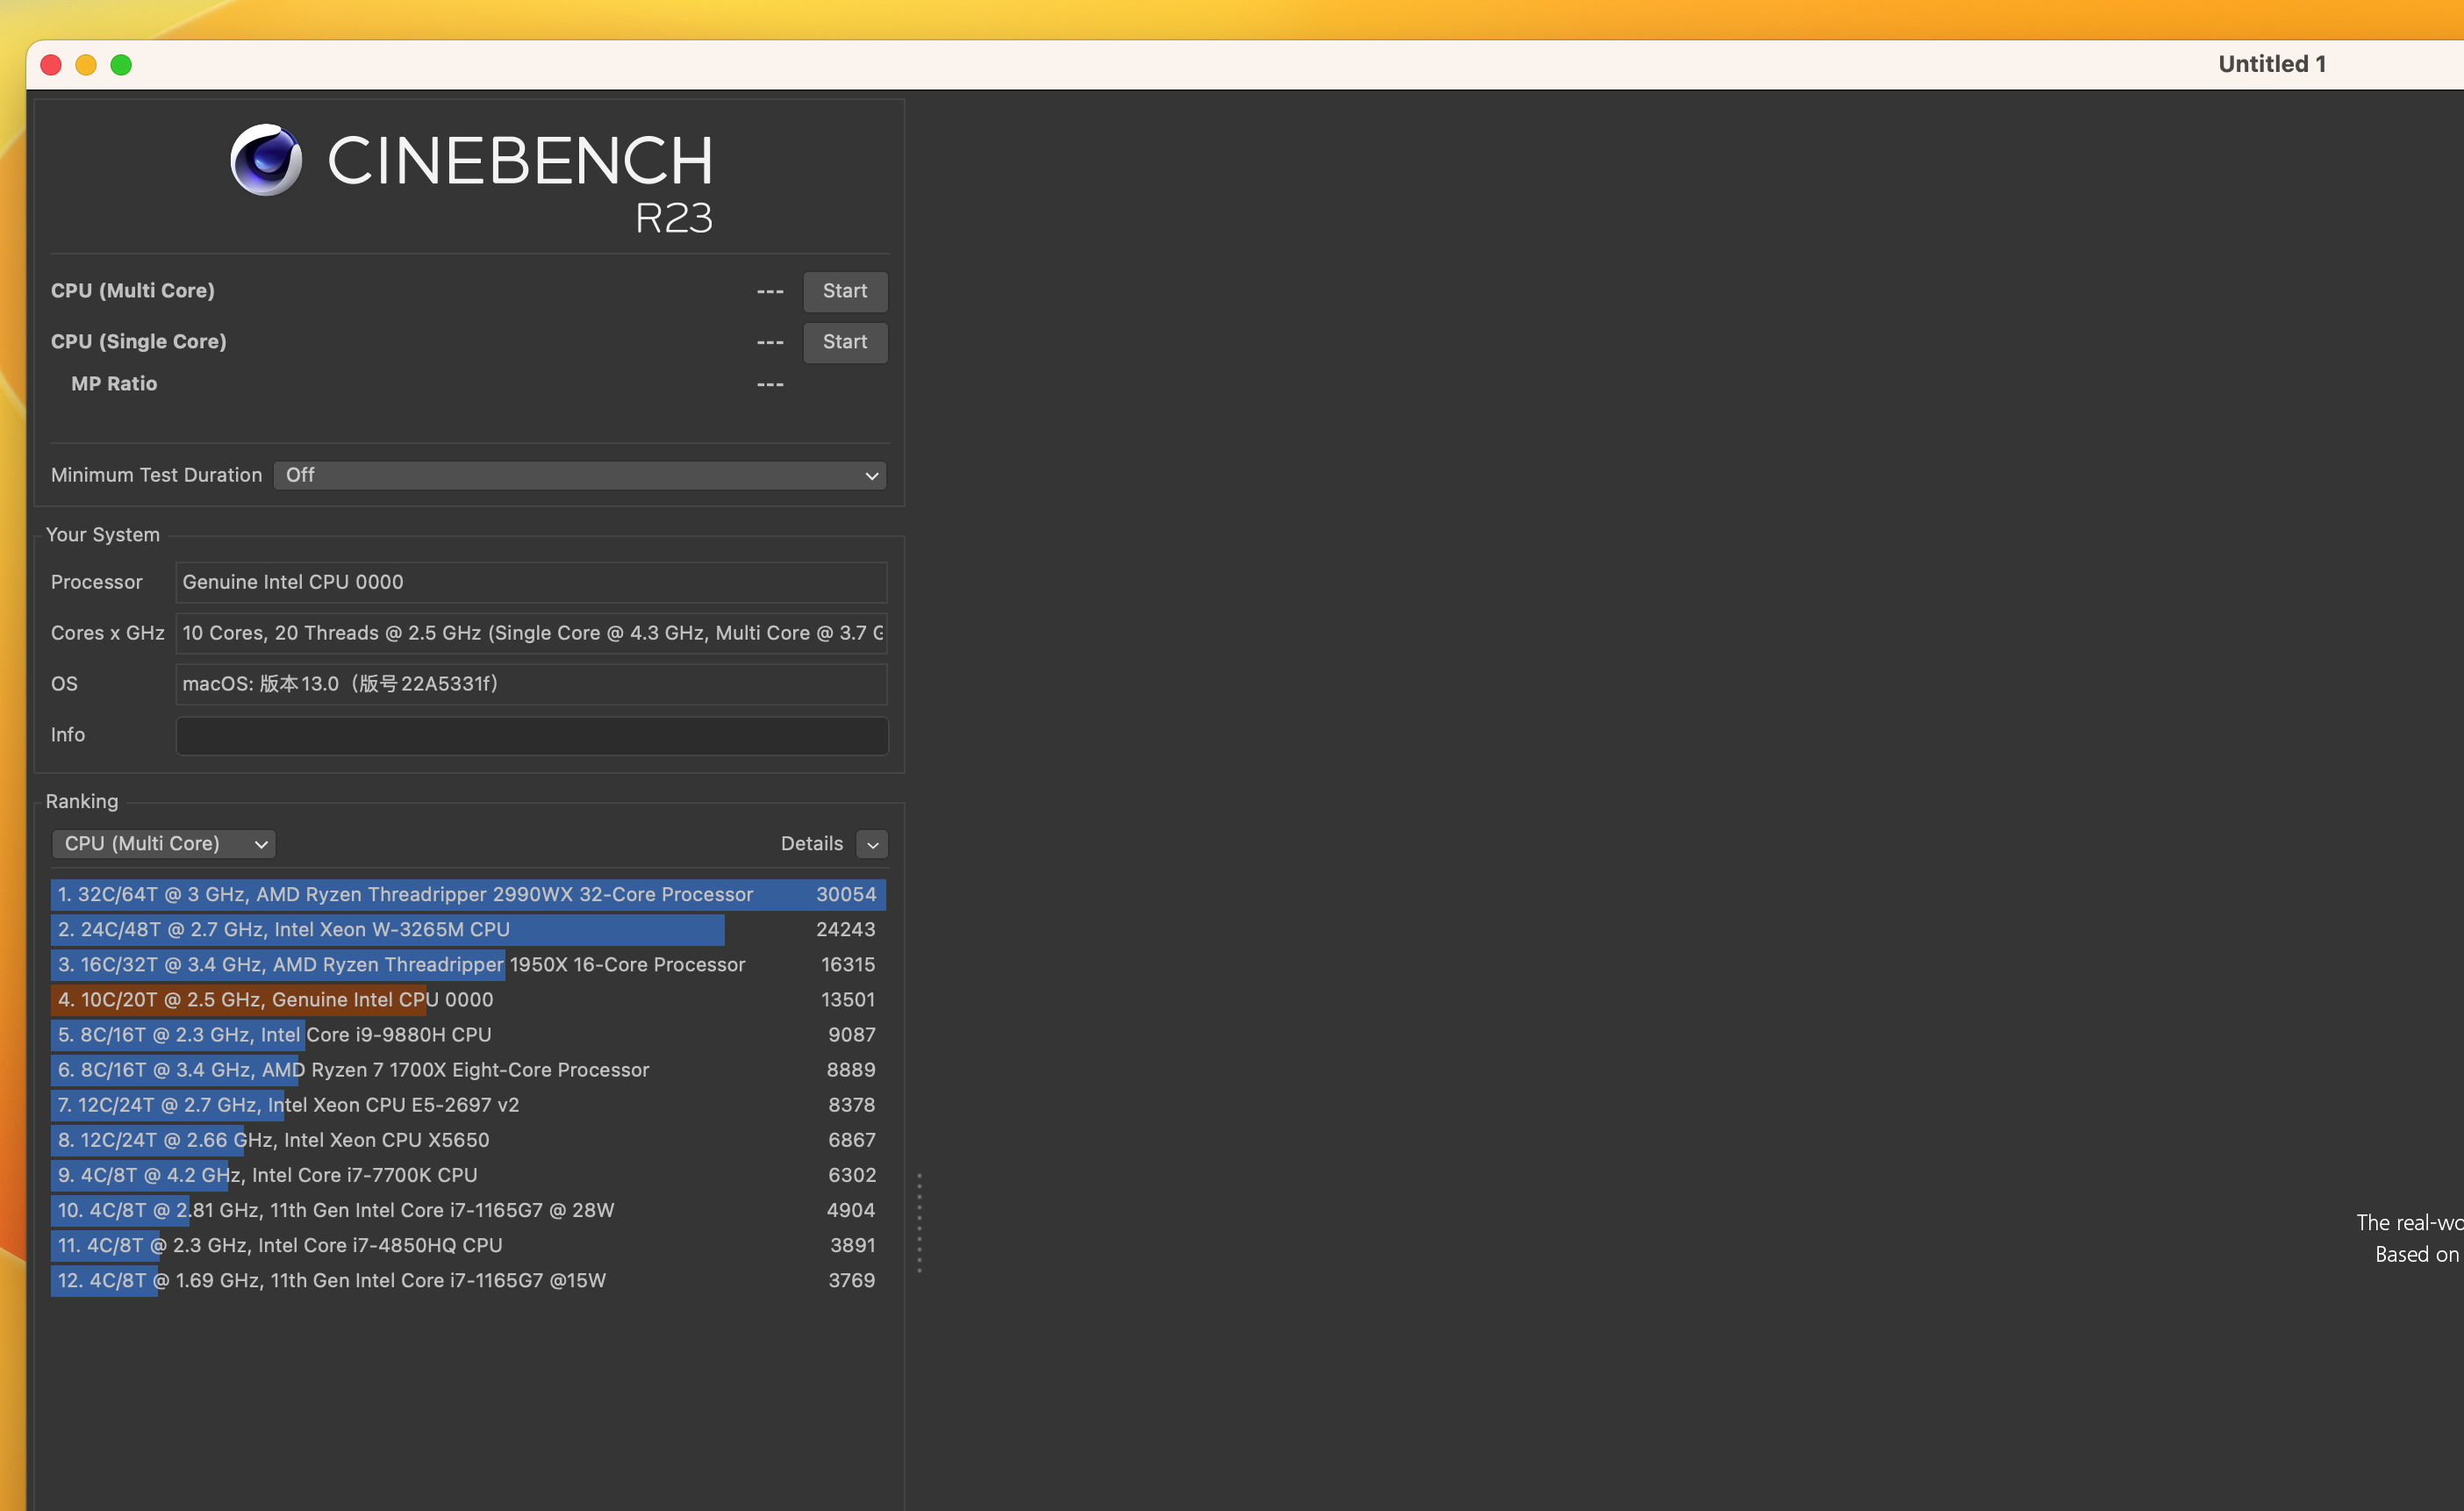 Untitled 1
CINEBENCH
R23
CPU (Multi Core) --- Start
CPU (Single Core) --- Start
MP Ratio ---
Minimum Test Duration Off
Your System
Processor Genuine Intel CPU 0000
Cores x GHz 10 Cores, 20 Threads @ 2.5 GHz (Single Core @ 4.3 GHz, Multi Core @ 3.7 G
OS macOS: 版本13.0（版号22A5331f）
Info
Ranking
CPU (Multi Core) Details
1. 32C/64T @ 3 GHz, AMD Ryzen Threadripper 2990WX 32-Core Processor 30054
2. 24C/48T @ 2.7 GHz, Intel Xeon W-3265M CPU 24243
3. 16C/32T @ 3.4 GHz, AMD Ryzen Threadripper 1950X 16-Core Processor 16315
4. 10C/20T @ 2.5 GHz, Genuine Intel CPU 0000 13501
5. 8C/16T @ 2.3 GHz, Intel Core i9-9880H CPU 9087
6. 8C/16T @ 3.4 GHz, AMD Ryzen 7 1700X Eight-Core Processor 8889
7. 12C/24T @ 2.7 GHz, Intel Xeon CPU E5-2697 v2 8378
8. 12C/24T @ 2.66 GHz, Intel Xeon CPU X5650 6867
9. 4C/8T @ 4.2 GHz, Intel Core i7-7700K CPU 6302
10. 4C/8T @ 2.81 GHz, 11th Gen Intel Core i7-1165G7 @ 28W 4904
11. 4C/8T @ 2.3 GHz, Intel Core i7-4850HQ CPU 3891
12. 4C/8T @ 1.69 GHz, 11th Gen Intel Core i7-1165G7 @15W 3769
The real-wo
Based on